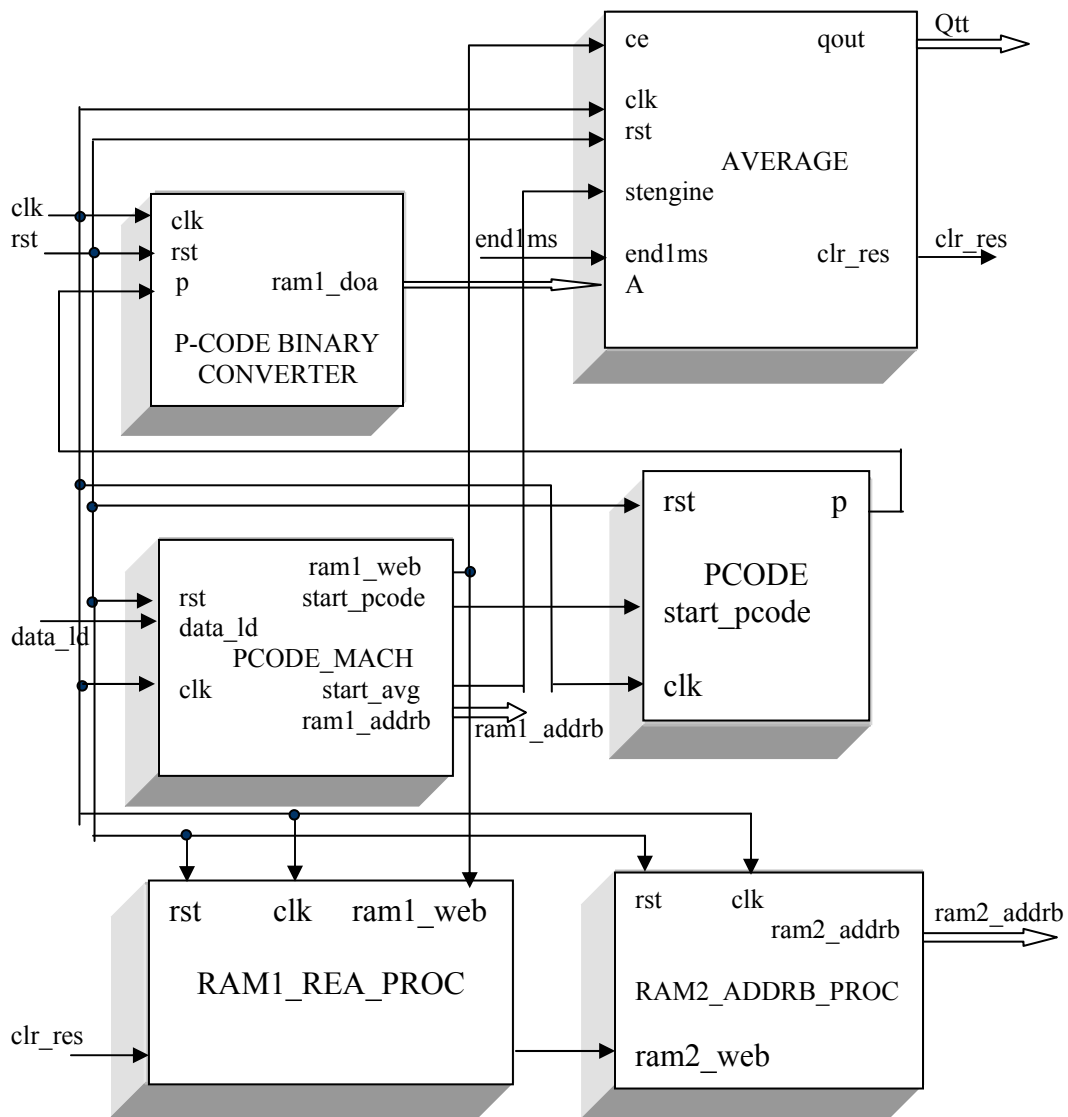 Qtt
ce
qout
clk
rst
AVERAGE
stengine
end1ms
end1ms
clr_res
clr_res
A
clk
rst
clk
rst
p
ram1_doa
P-CODE BINARY
CONVERTER
rst
p
PCODE
start_pcode
clk
ram1_web
start_pcode
rst
data_ld
data_ld
PCODE_MACH
clk
start_avg
ram1_addrb
ram1_addrb
rst
clk
ram1_web
RAM1_REA_PROC
clr_res
rst
clk
ram2_addrb
ram2_addrb
RAM2_ADDRB_PROC
ram2_web